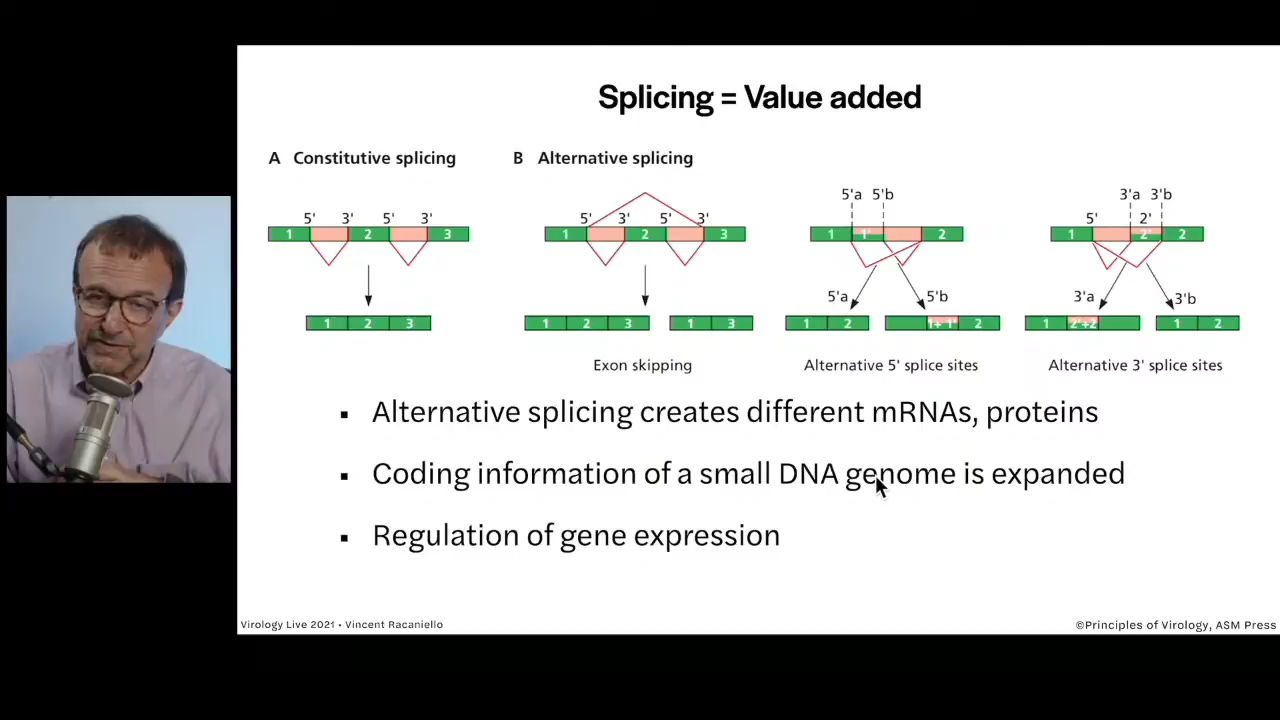 Splicing = Value added
A Constitutive splicing
B Alternative splicing
5' 3' 5' 3'
1 2 3
1 2 3
5' 3' 5' 3'
1 2 3
1 2 3 1 3
Exon skipping
5'a 5'b
1 1' 2
5'a 5'b
1 2 1+ 1' 2
Alternative 5' splice sites
3'a 3'b
5' 2'
1 2' 2
3'a 3'b
1 2'+2 1 2
Alternative 3' splice sites
▪ Alternative splicing creates different mRNAs, proteins
▪ Coding information of a small DNA genome is expanded
▪ Regulation of gene expression
Virology Live 2021 • Vincent Racaniello
©Principles of Virology, ASM Press